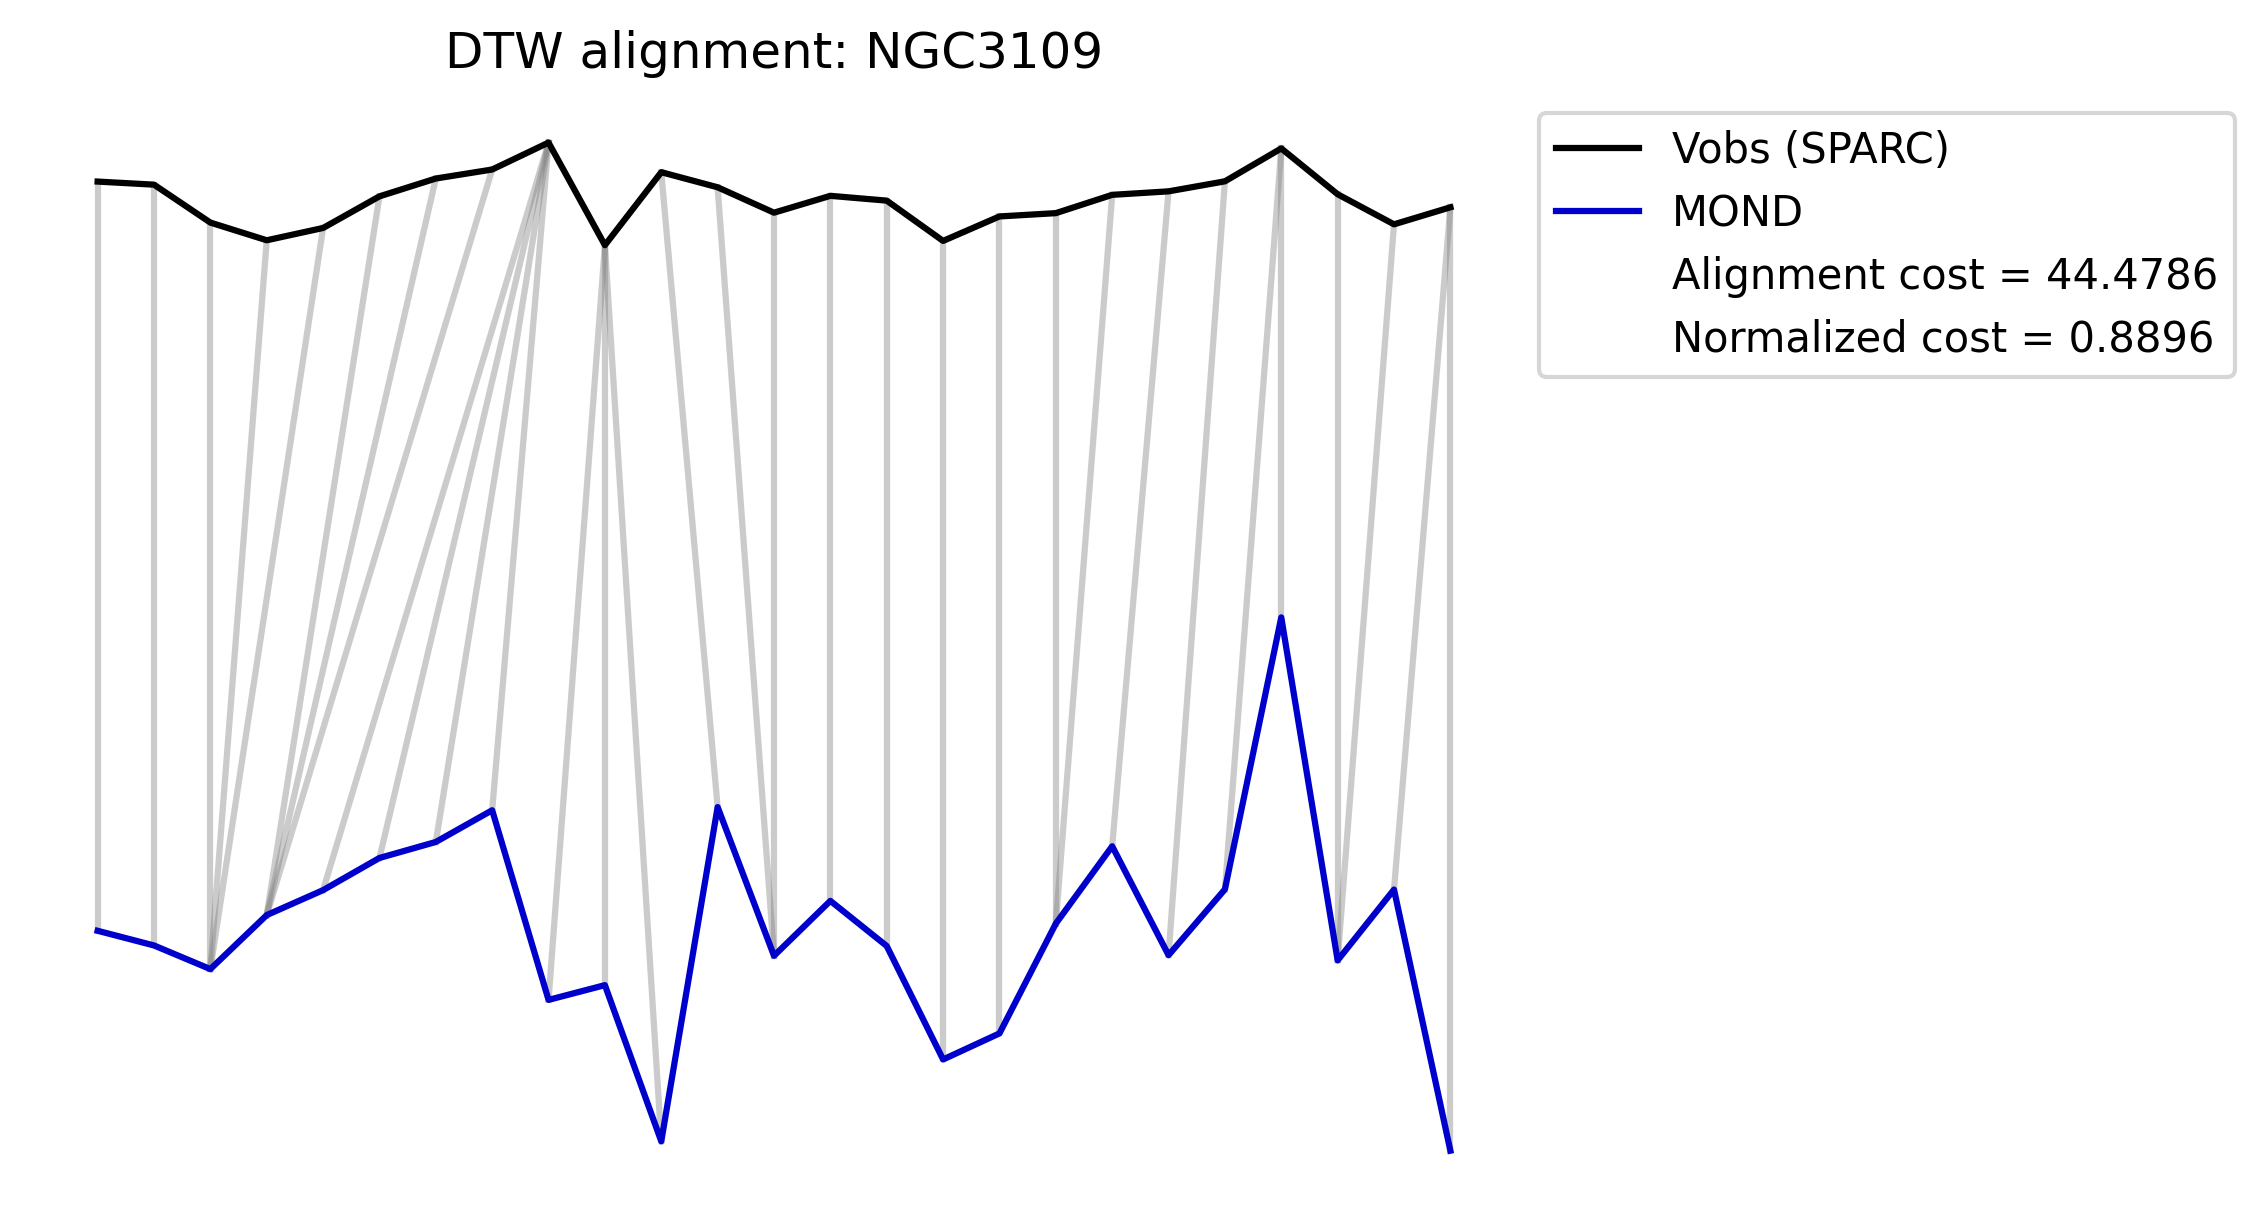 DTW alignment: NGC3109
Vobs (SPARC)
MOND
Alignment cost = 44.4786
Normalized cost = 0.8896